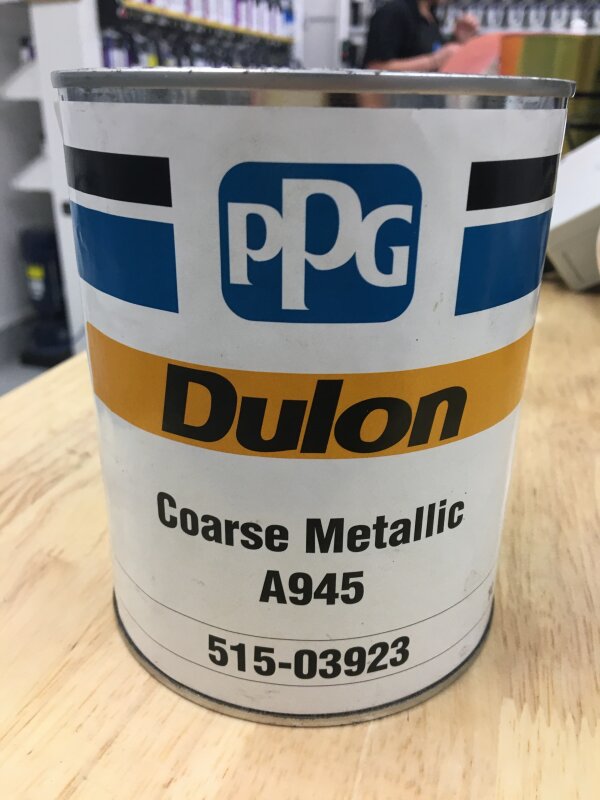 PPG
Dulon
Coarse Metallic
A945
515-03923